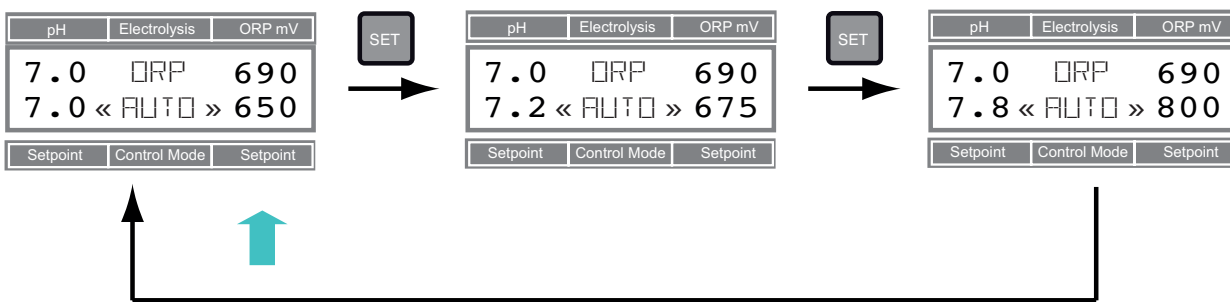 pH Electrolysis ORP mV
7.0 ORP 690
7.0 « AUTO » 650
Setpoint Control Mode Setpoint
SET
pH Electrolysis ORP mV
7.0 ORP 690
7.2 « AUTO » 675
Setpoint Control Mode Setpoint
SET
pH Electrolysis ORP mV
7.0 ORP 690
7.8 « AUTO » 800
Setpoint Control Mode Setpoint